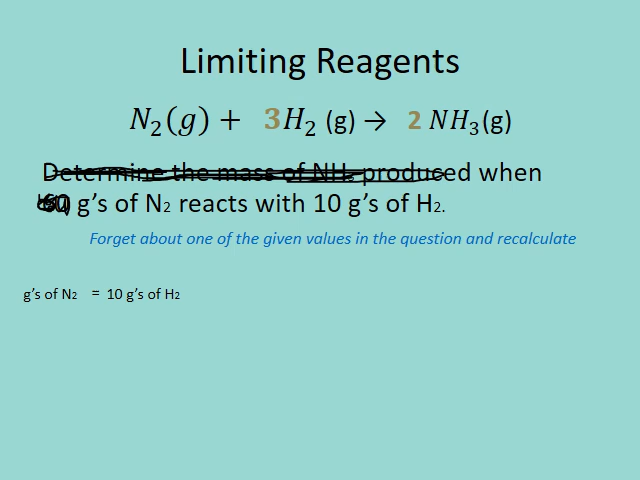 Limiting Reagents
N₂(g) + 3H₂ (g) → 2 NH₃(g)
Determine the mass of NH₃ produced when
g's of N₂ reacts with 10 g's of H₂.
Forget about one of the given values in the question and recalculate
g's of N₂ = 10 g's of H₂